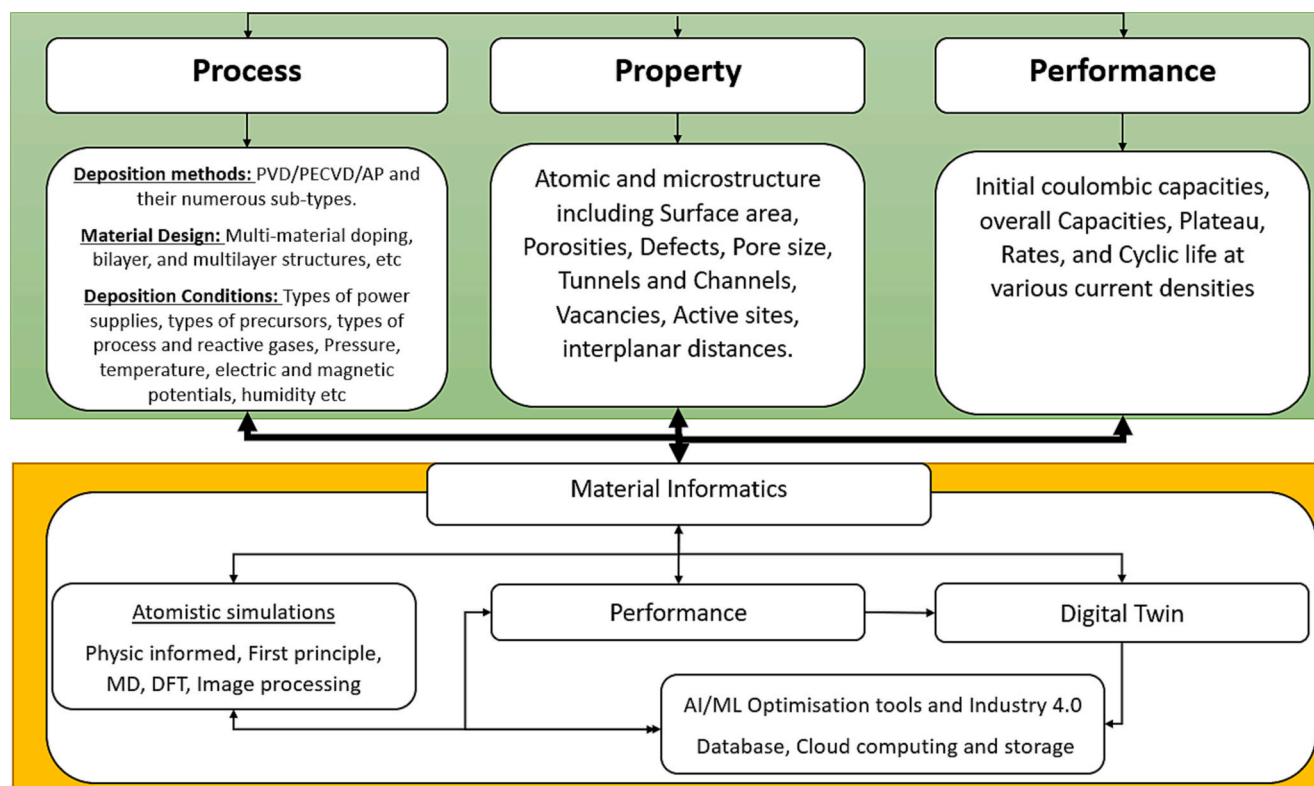 Process
Property
Performance
Deposition methods: PVD/PECVD/AP and
their numerous sub-types.
Material Design: Multi-material doping,
bilayer, and multilayer structures, etc
Deposition Conditions: Types of power
supplies, types of precursors, types of
process and reactive gases, Pressure,
temperature, electric and magnetic
potentials, humidity etc
Atomic and microstructure
including Surface area,
Porosities, Defects, Pore size,
Tunnels and Channels,
Vacancies, Active sites,
interplanar distances.
Initial coulombic capacities,
overall Capacities, Plateau,
Rates, and Cyclic life at
various current densities
Material Informatics
Atomistic simulations
Physic informed, First principle,
MD, DFT, Image processing
Performance
Digital Twin
AI/ML Optimisation tools and Industry 4.0
Database, Cloud computing and storage